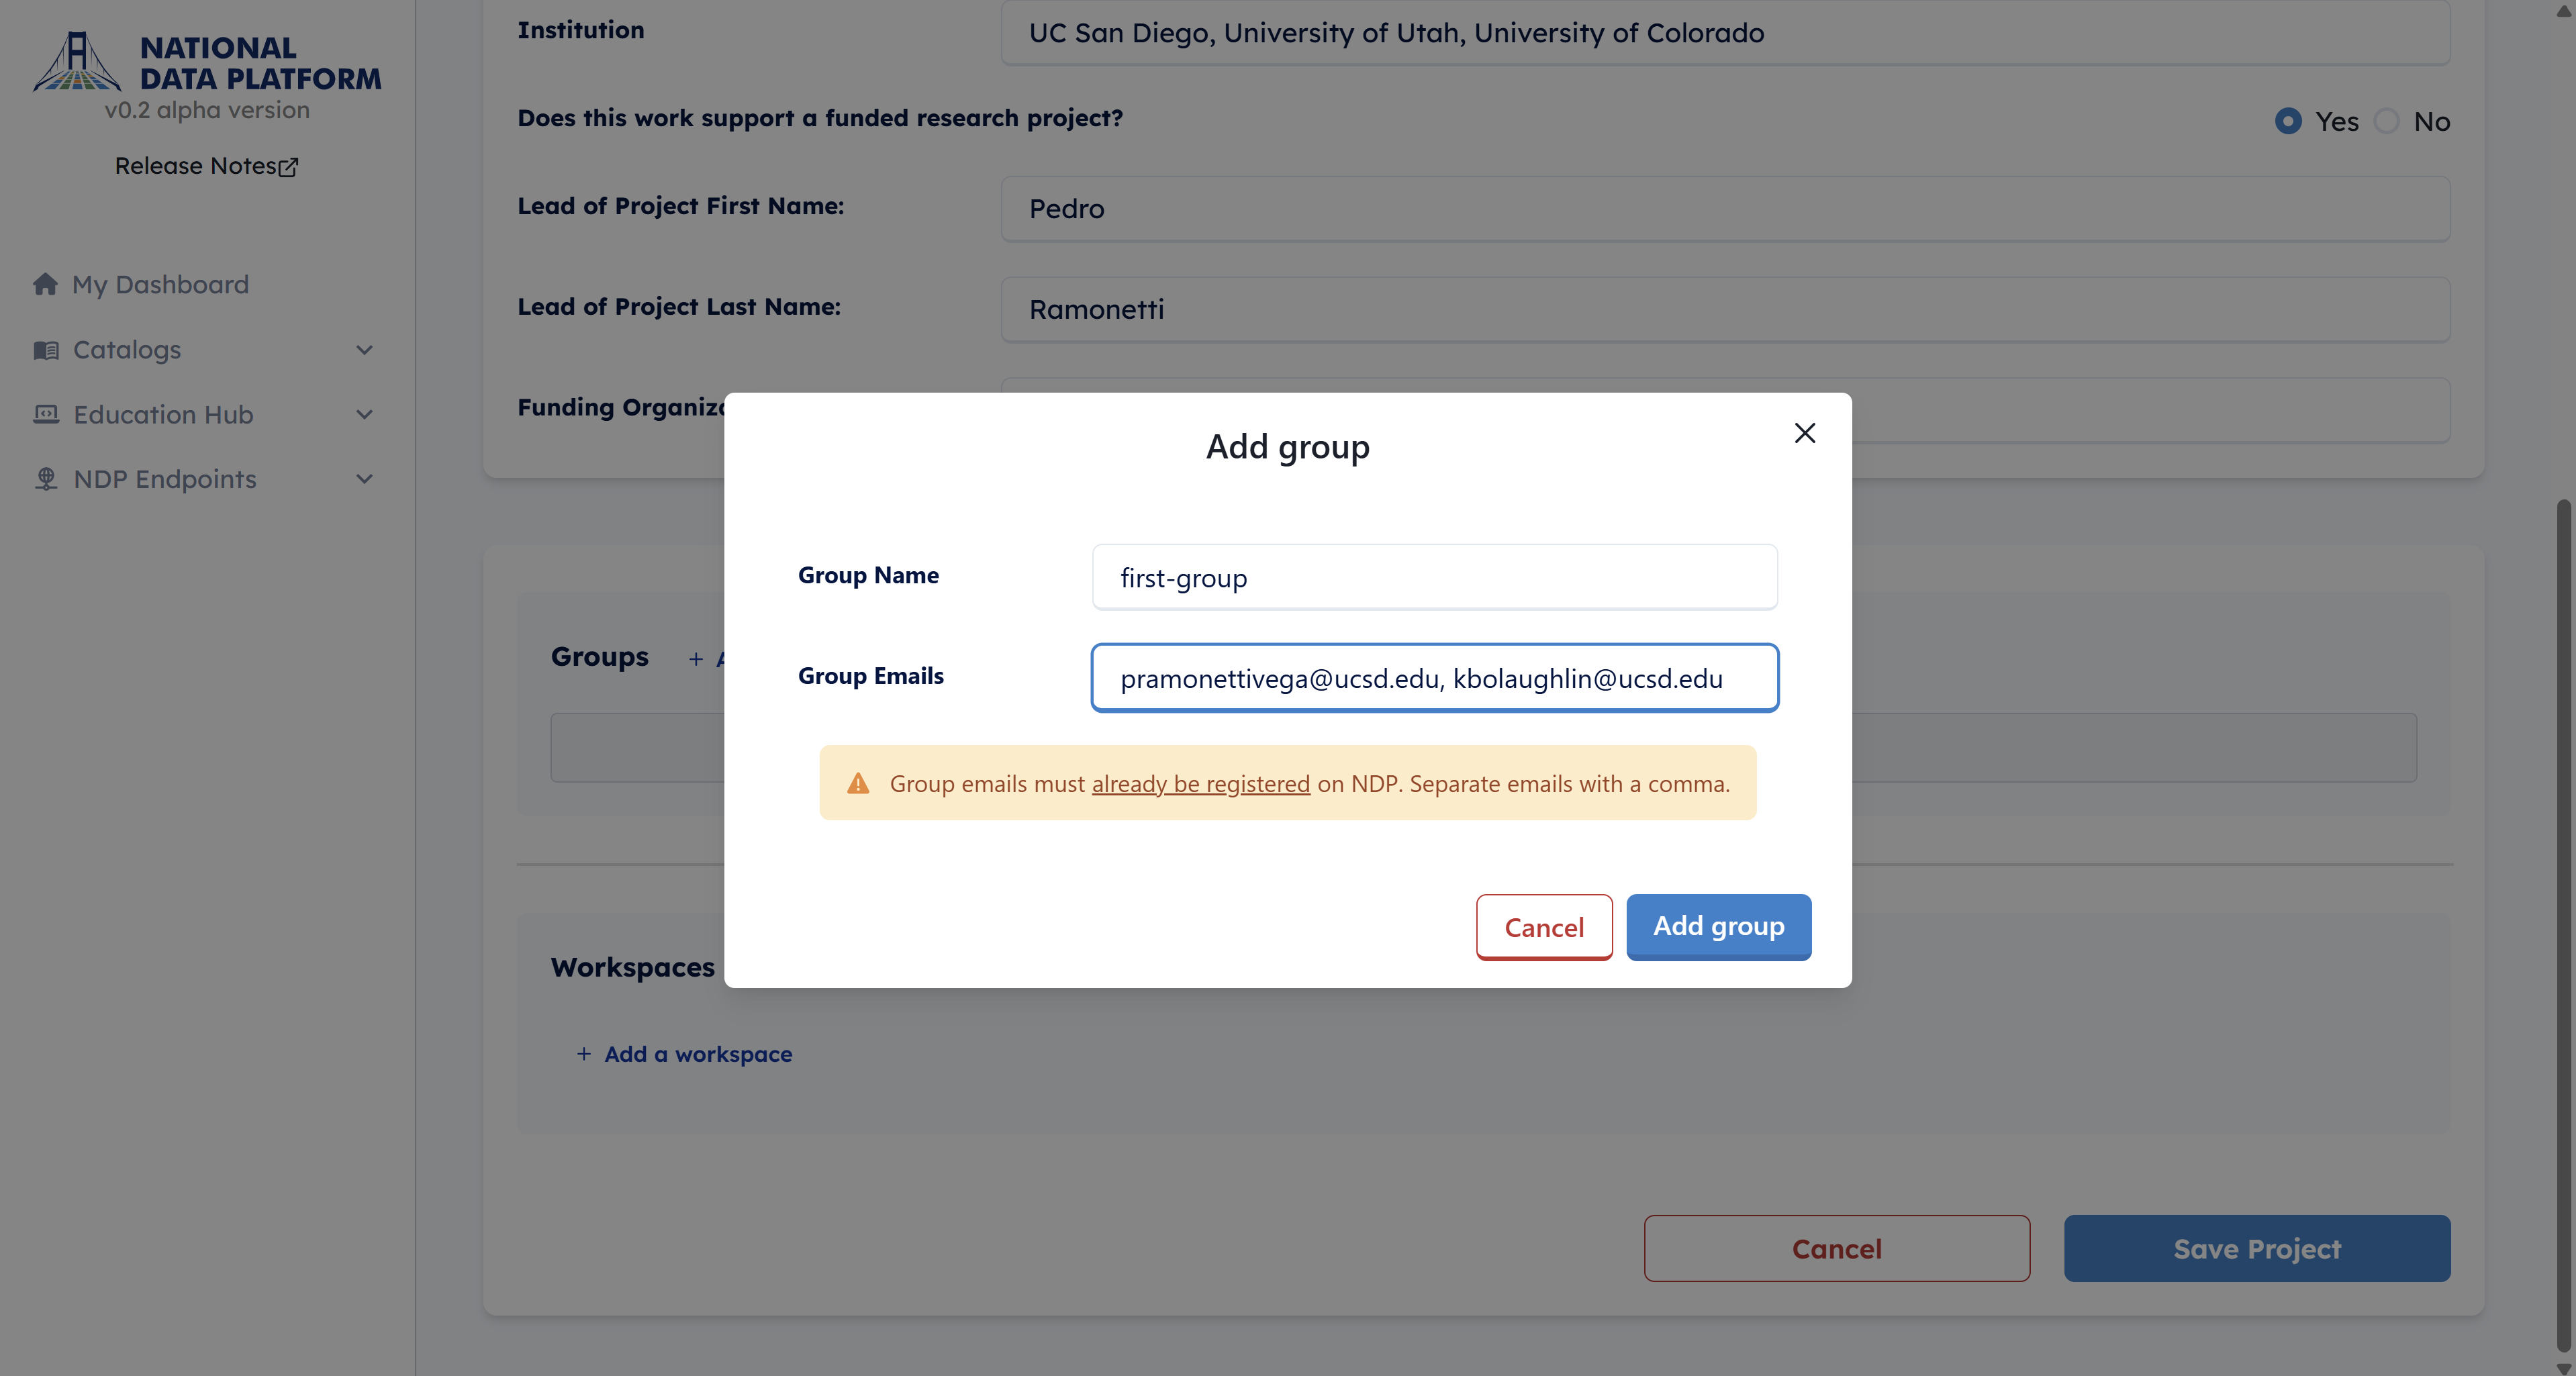 NATIONAL
DATA PLATFORM
v0.2 alpha version
Release Notes
My Dashboard
Catalogs
Education Hub
NDP Endpoints
Institution
UC San Diego, University of Utah, University of Colorado
Does this work support a funded research project?
Yes No
Lead of Project First Name:
Pedro
Lead of Project Last Name:
Ramonetti
Funding
Add group
Group Name
first-group
Group Emails
pramonettivega@ucsd.edu, kbolaughlin@ucsd.edu
Group emails must already be registered on NDP. Separate emails with a comma.
Cancel
Add group
Groups
+
Workspaces
+ Add a workspace
Cancel
Save Project